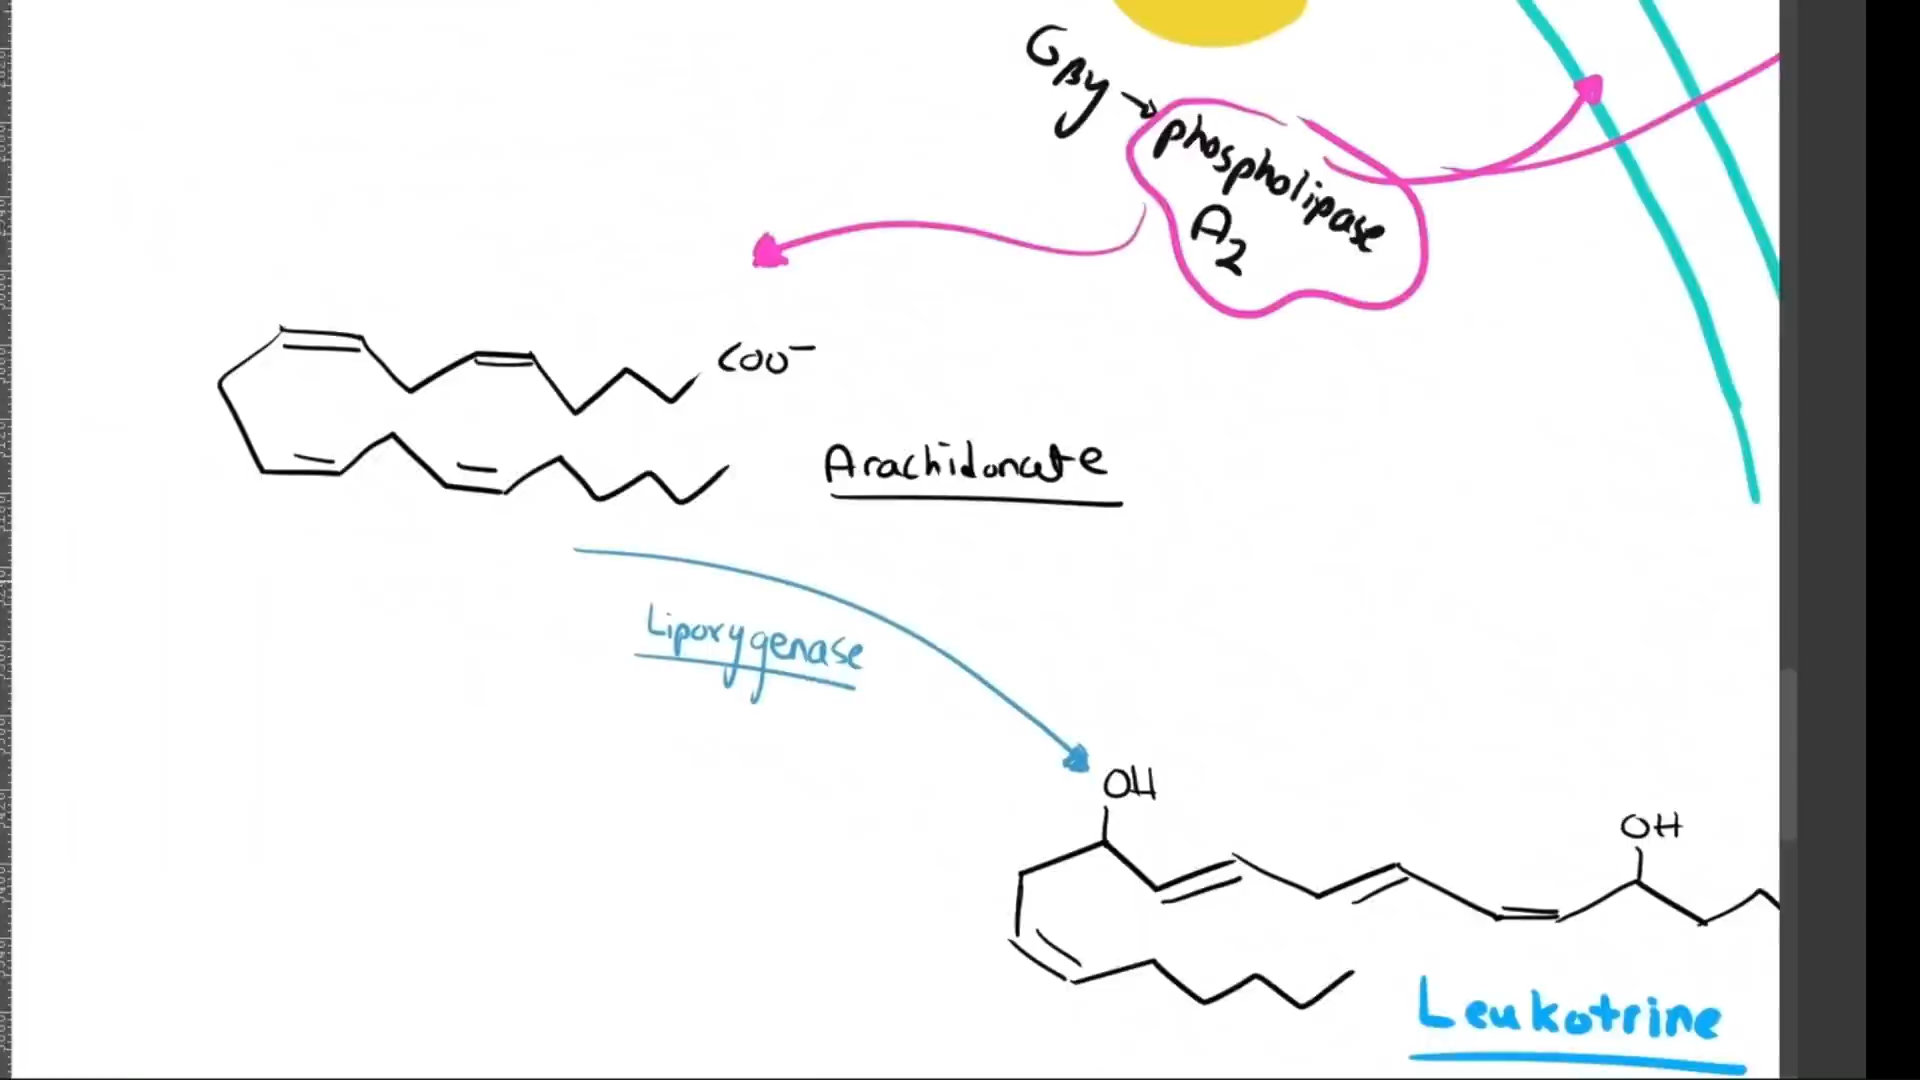 Gβγ
phospholipase
A2
COO⁻
Arachidonate
Lipoxygenase
OH
OH
Leukotrine